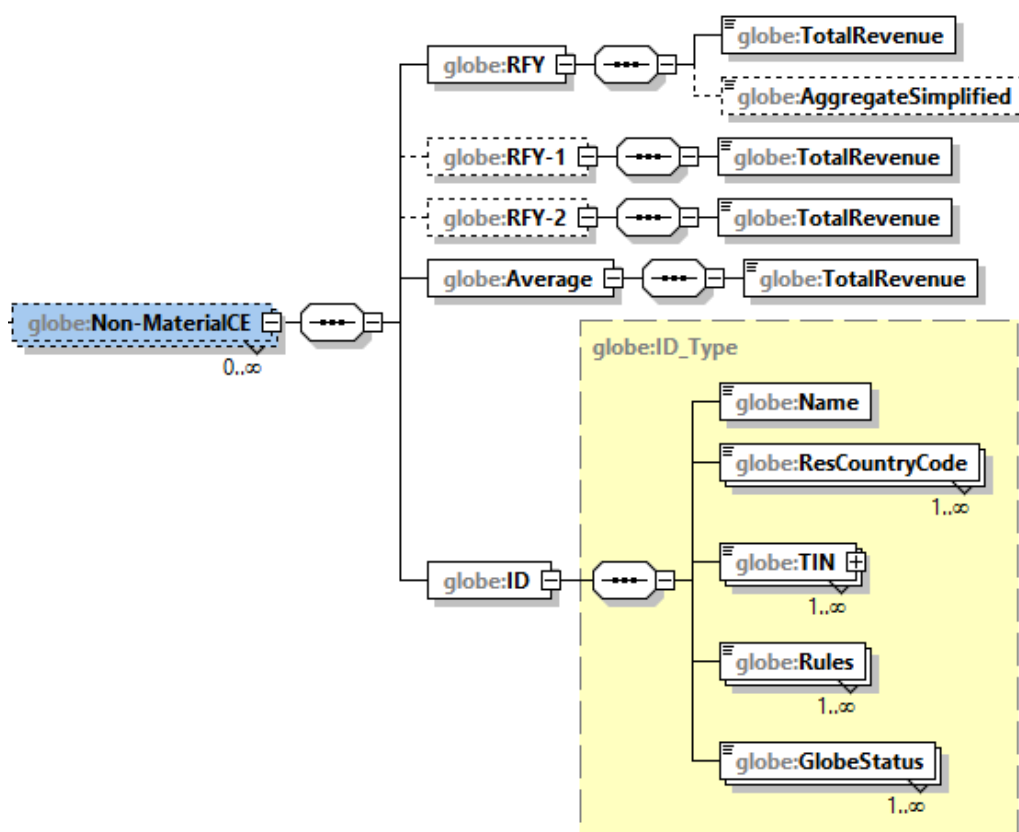 globe:RFY
globe:TotalRevenue
globe:AggregateSimplified
globe:RFY-1
globe:TotalRevenue
globe:RFY-2
globe:TotalRevenue
globe:Average
globe:TotalRevenue
globe:Non-MaterialCE
0..∞
globe:ID_Type
globe:Name
globe:ResCountryCode
1..∞
globe:TIN
1..∞
globe:ID
globe:Rules
1..∞
globe:GlobeStatus
1..∞